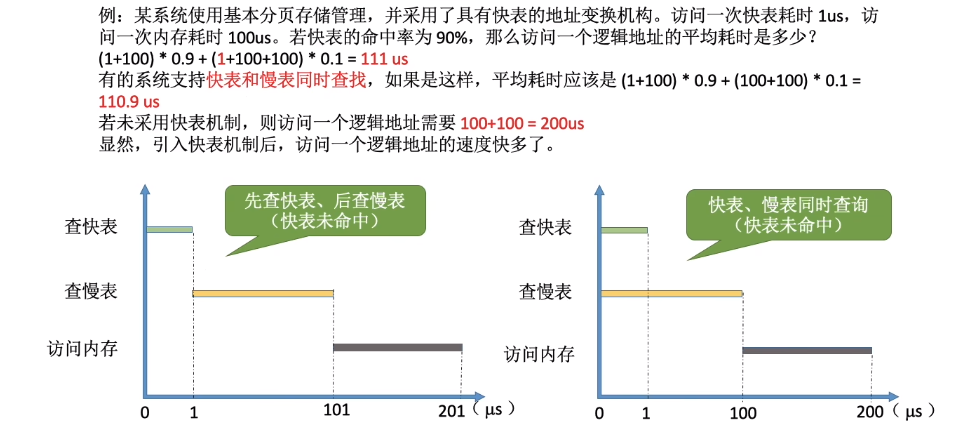 例：某系统使用基本分页存储管理，并采用了具有快表的地址变换机构。访问一次快表耗时 1us，访
问一次内存耗时 100us。若快表的命中率为 90%，那么访问一个逻辑地址的平均耗时是多少？
(1+100) * 0.9 + (1+100+100) * 0.1 = 111 us
有的系统支持快表和慢表同时查找，如果是这样，平均耗时应该是 (1+100) * 0.9 + (100+100) * 0.1 =
110.9 us
若未采用快表机制，则访问一个逻辑地址需要 100+100 = 200us
显然，引入快表机制后，访问一个逻辑地址的速度快多了。
先查快表、后查慢表
（快表未命中）
查快表
查慢表
访问内存
0 1 101 201（μs）
快表、慢表同时查询
（快表未命中）
查快表
查慢表
访问内存
0 1 100 200（μs）